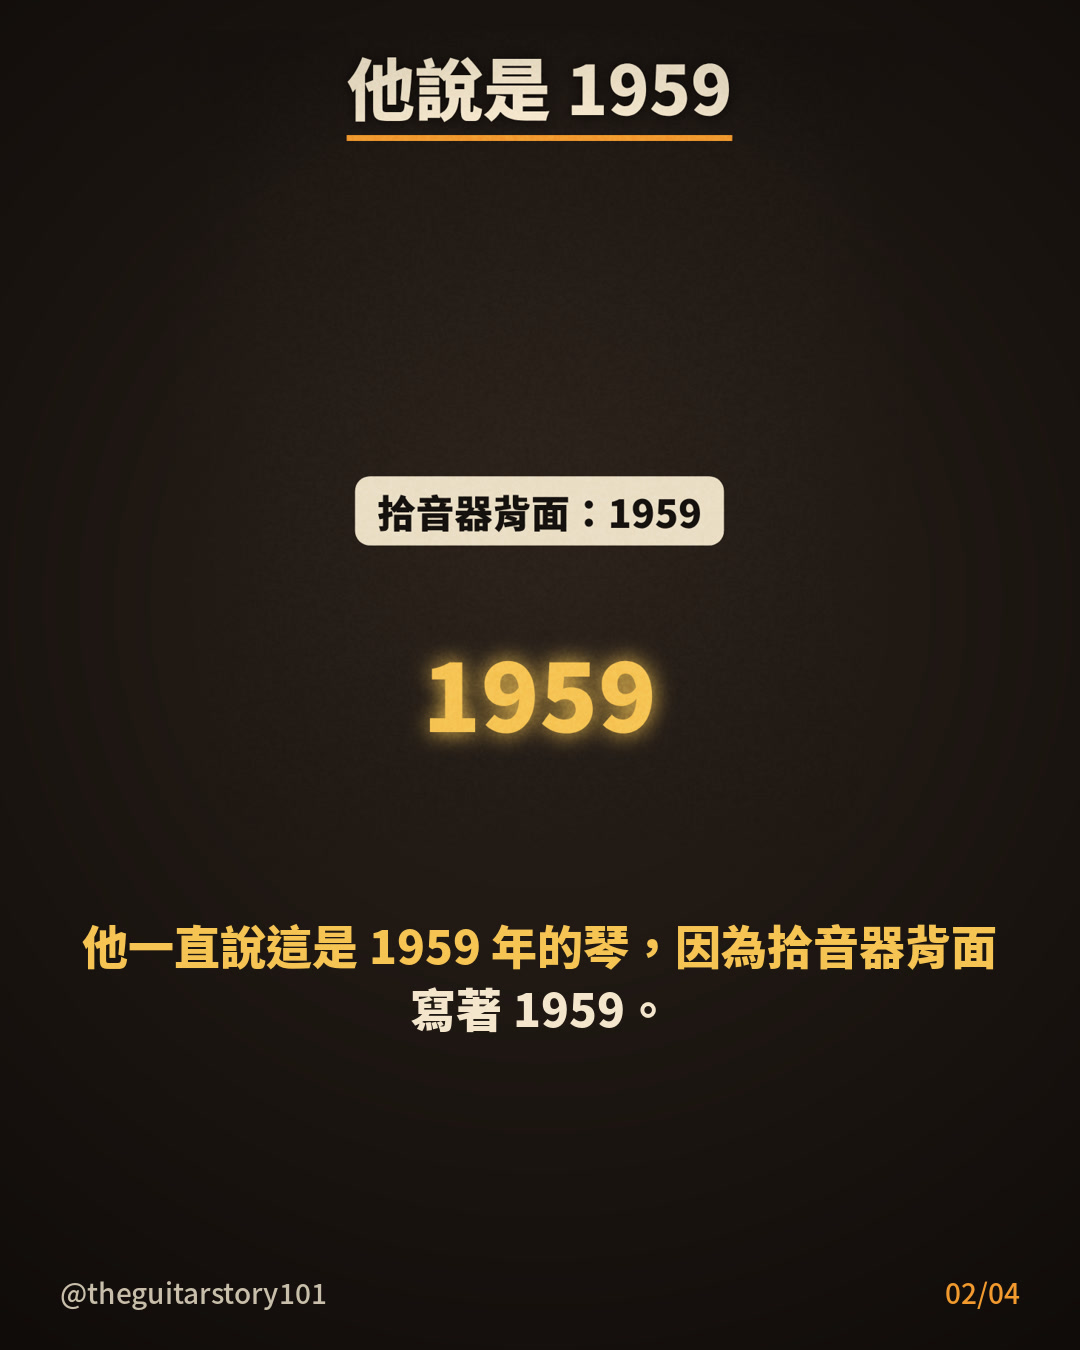 他說是 1959
拾音器背面：1959
1959
他一直說這是 1959 年的琴，因為拾音器背面
寫著 1959。
@theguitarstory101
02/04